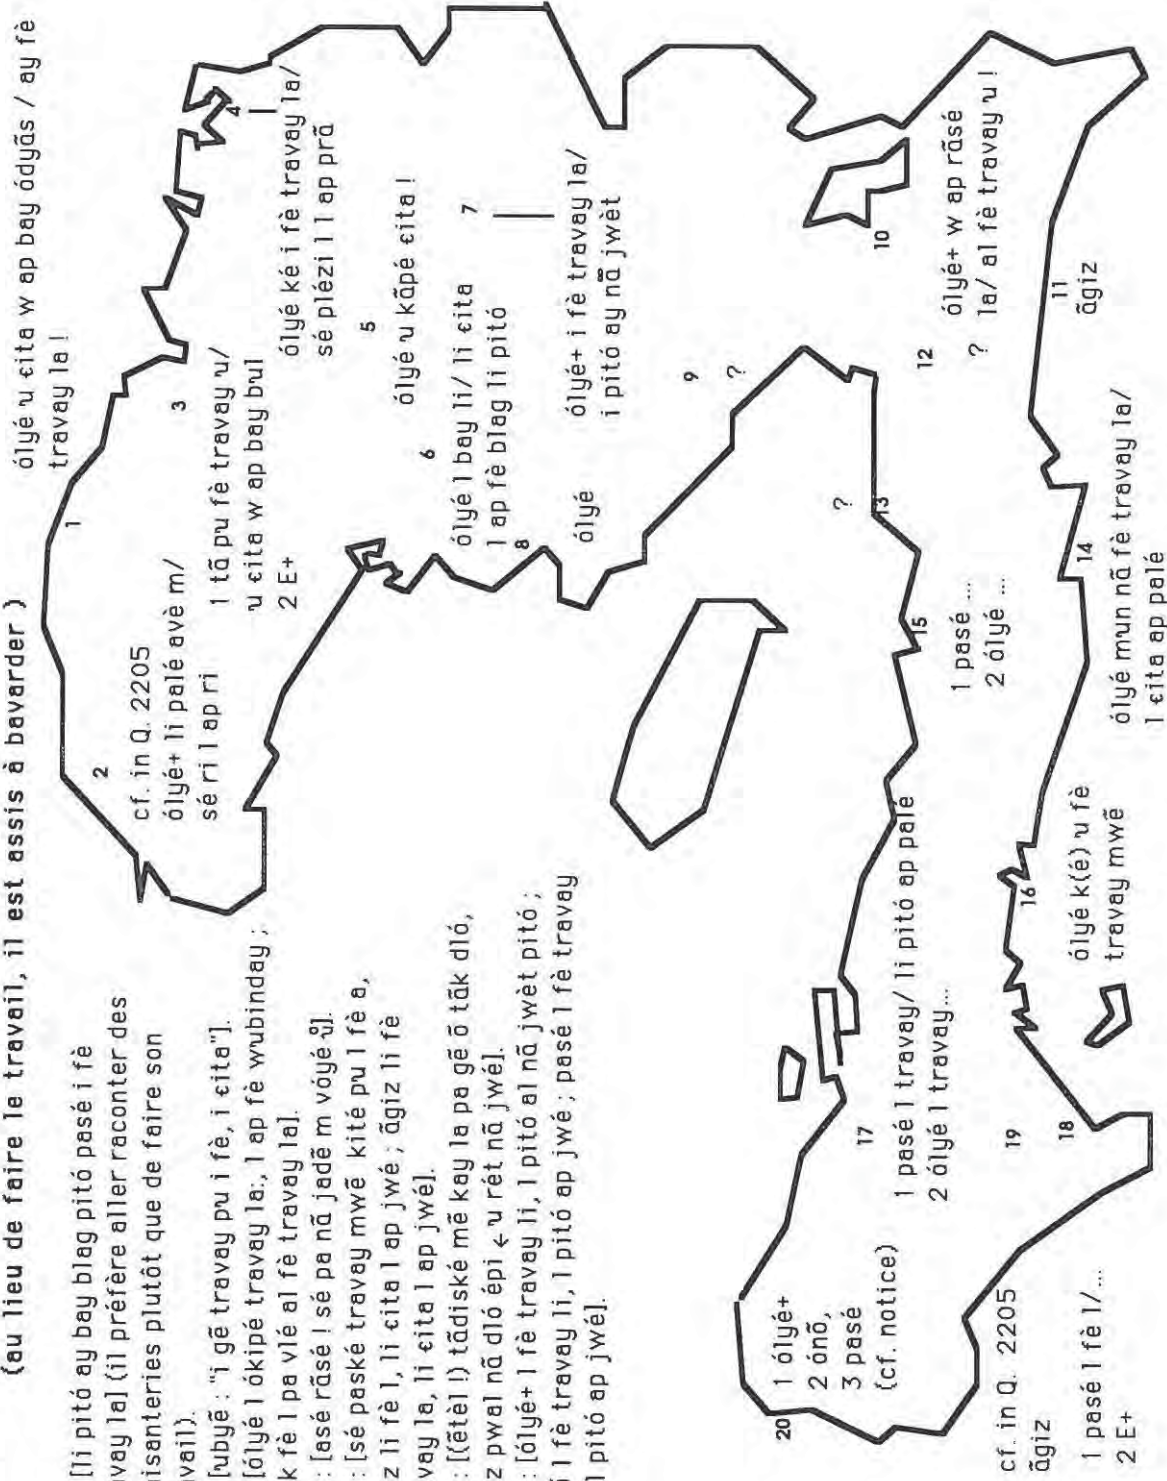 (au lieu de faire le travail, il est assis à bavarder )
[li pitó ay bay blag pitó pasé i fè
vay la] (il préfère aller raconter des
isanteries plutôt que de faire son
vail).
[ubyẽ : "i gẽ travay pu i fè, i ɛita"].
[ólyé l ókipé travay la:, l ap fè wubinday ;
k fè l pa vlé al fè travay la].
: [asé rãsé ! sé pa nã jadẽ m vóyé u̥].
: [sé paské travay mwẽ kité pu l fè a,
z li fè l, li ɛita l ap jwé ; ãgiz li fè
vay la, li ɛita l ap jwé].
: [(ètèl !) tãdiské mẽ kay la pa gẽ õ tãk dló,
z pwal nã dló épi ← u rét nã jwé].
: [ólyé+ l fè travay li, l pitó al nã jwèt pitó ;
i l fè travay li, l pitó ap jwé ; pasé l fè travay
l pitó ap jwé].
1
ólyé u ɛita w ap bay ódyãs / ay fè
travay la !
2
cf. in Q. 2205
ólyé+ li palé avè m/
sé ri l ap ri
3
1 tã pu fè travay u/
u ɛita w ap bay bul
2 E+
4
ólyé ké i fè travay la/
sé plézi l l ap prã
5
ólyé u kãpé ɛita !
6
ólyé l bay li/ li ɛita
l ap fè blag li pitó
7
ólyé+ i fè travay la/
i pitó ay nã jwèt
8
ólyé
9
?
10
ólyé+ w ap rãsé
la/ al fè travay u !
11
ãgiz
12
?
13
?
14
ólyé mun nã fè travay la/
l ɛita ap palé
15
1 pasé ...
2 ólyé ...
16
ólyé k(é) u fè
travay mwẽ
17
1 pasé l travay/ li pitó ap palé
2 ólyé l travay...
18
1 pasé l fè l/...
2 E+
19
cf. in Q. 2205
ãgiz
20
1 ólyé+
2 ónõ,
3 pasé
(cf. notice)